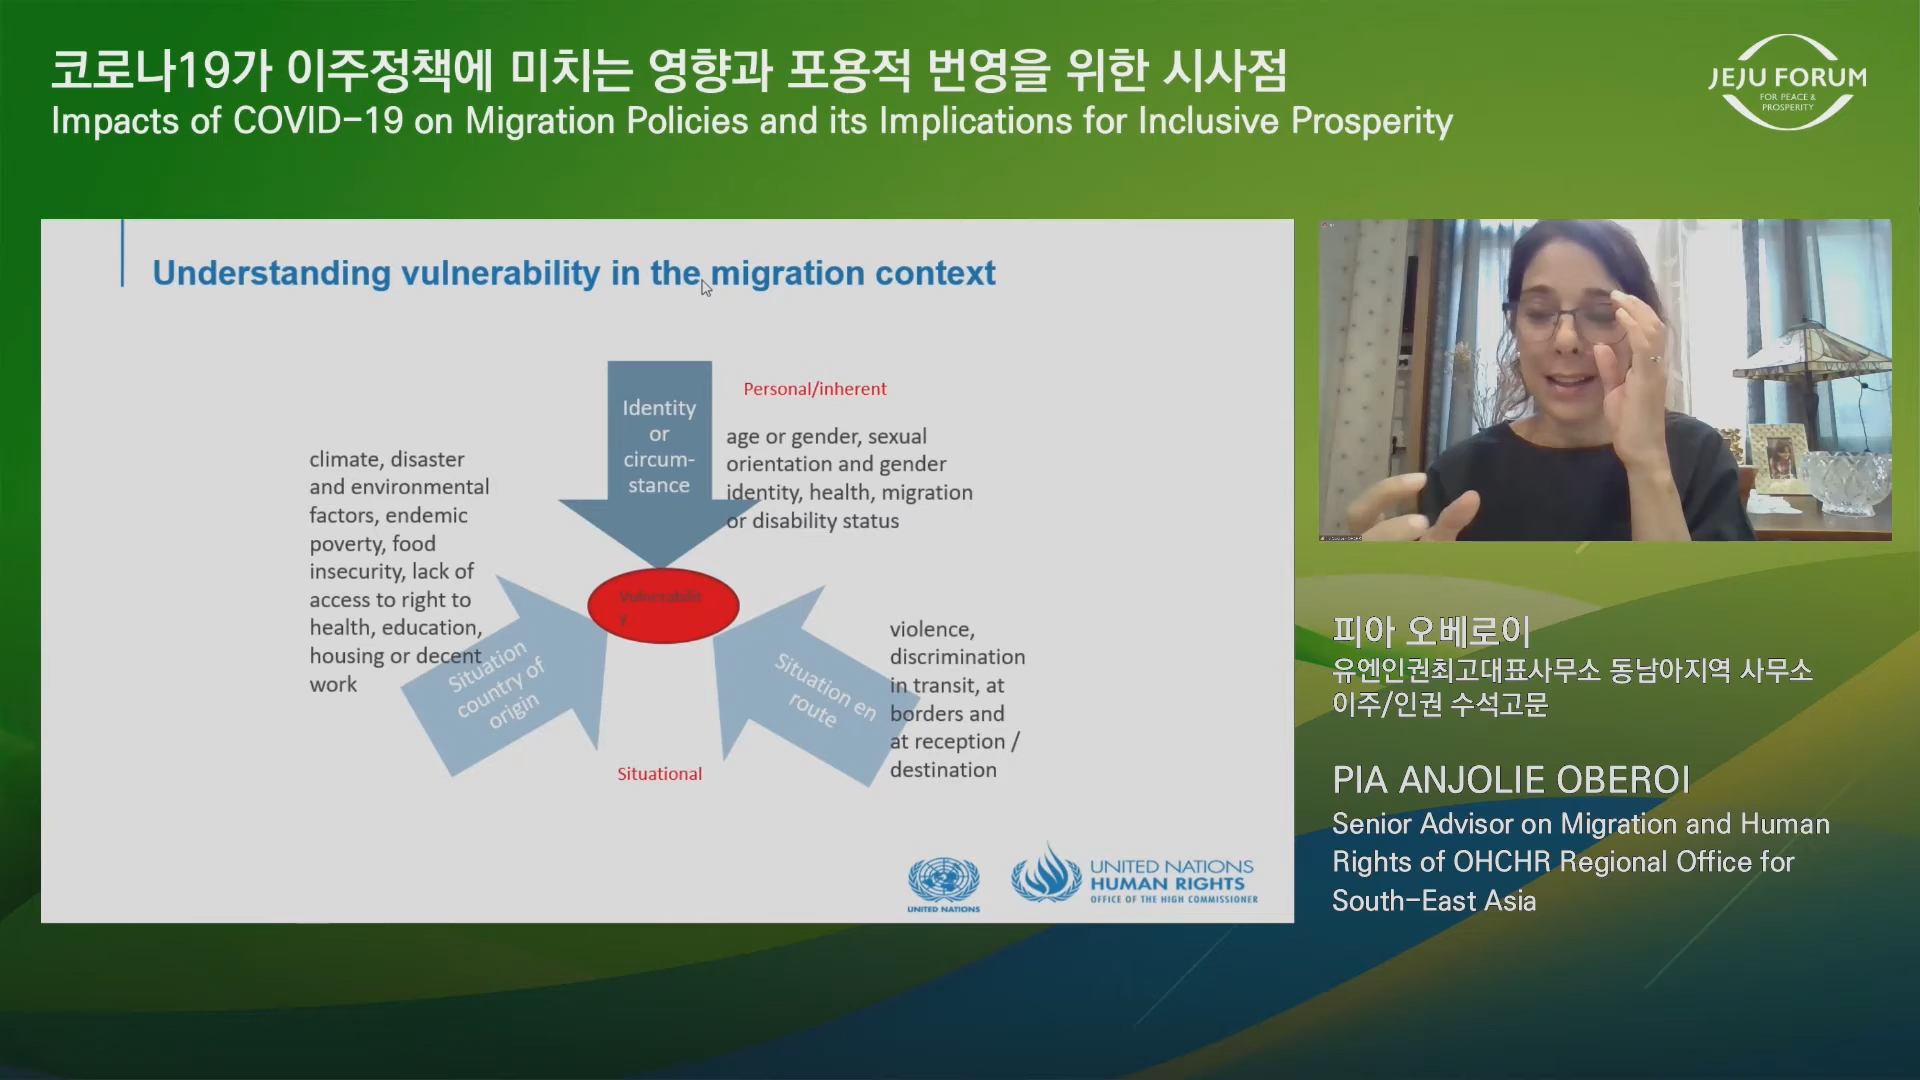 코로나19가 이주정책에 미치는 영향과 포용적 번영을 위한 시사점
Impacts of COVID-19 on Migration Policies and its Implications for Inclusive Prosperity
JEJU FORUM
FOR PEACE &
PROSPERITY
Understanding vulnerability in the migration context
Identity
or
circum-
stance
Personal/inherent
age or gender, sexual
orientation and gender
identity, health, migration
or disability status
climate, disaster
and environmental
factors, endemic
poverty, food
insecurity, lack of
access to right to
health, education,
housing or decent
work
Vulnerabilit
y
Situation
country of
origin
Situation en
route
violence,
discrimination
in transit, at
borders and
at reception /
destination
Situational
UNITED NATIONS
UNITED NATIONS
HUMAN RIGHTS
OFFICE OF THE HIGH COMMISSIONER
피아 오베로이
유엔인권최고대표사무소 동남아지역 사무소
이주/인권 수석고문
PIA ANJOLIE OBEROI
Senior Advisor on Migration and Human
Rights of OHCHR Regional Office for
South-East Asia